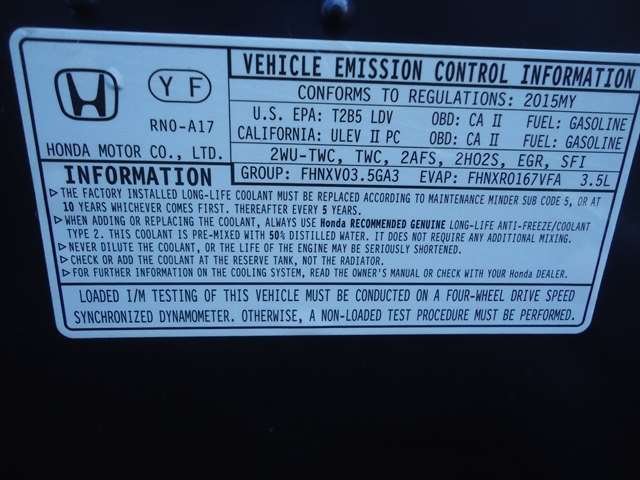 Y F
RN0-A17
HONDA MOTOR CO., LTD.
VEHICLE EMISSION CONTROL INFORMATION
CONFORMS TO REGULATIONS: 2015MY
U.S. EPA: T2B5 LDV OBD: CA II FUEL: GASOLINE
CALIFORNIA: ULEV II PC OBD: CA II FUEL: GASOLINE
2WU-TWC, TWC, 2AFS, 2HO2S, EGR, SFI
GROUP: FHNXV03.5GA3 EVAP: FHNXR0167VFA 3.5L
INFORMATION
▷THE FACTORY INSTALLED LONG-LIFE COOLANT MUST BE REPLACED ACCORDING TO MAINTENANCE MINDER SUB CODE 5, OR AT
10 YEARS WHICHEVER COMES FIRST. THEREAFTER EVERY 5 YEARS.
▷WHEN ADDING OR REPLACING THE COOLANT, ALWAYS USE Honda RECOMMENDED GENUINE LONG-LIFE ANTI-FREEZE/COOLANT
TYPE 2. THIS COOLANT IS PRE-MIXED WITH 50% DISTILLED WATER. IT DOES NOT REQUIRE ANY ADDITIONAL MIXING.
▷NEVER DILUTE THE COOLANT, OR THE LIFE OF THE ENGINE MAY BE SERIOUSLY SHORTENED.
▷CHECK OR ADD THE COOLANT AT THE RESERVE TANK, NOT THE RADIATOR.
▷FOR FURTHER INFORMATION ON THE COOLING SYSTEM, READ THE OWNER'S MANUAL OR CHECK WITH YOUR Honda DEALER.
LOADED I/M TESTING OF THIS VEHICLE MUST BE CONDUCTED ON A FOUR-WHEEL DRIVE SPEED
SYNCHRONIZED DYNAMOMETER. OTHERWISE, A NON-LOADED TEST PROCEDURE MUST BE PERFORMED.